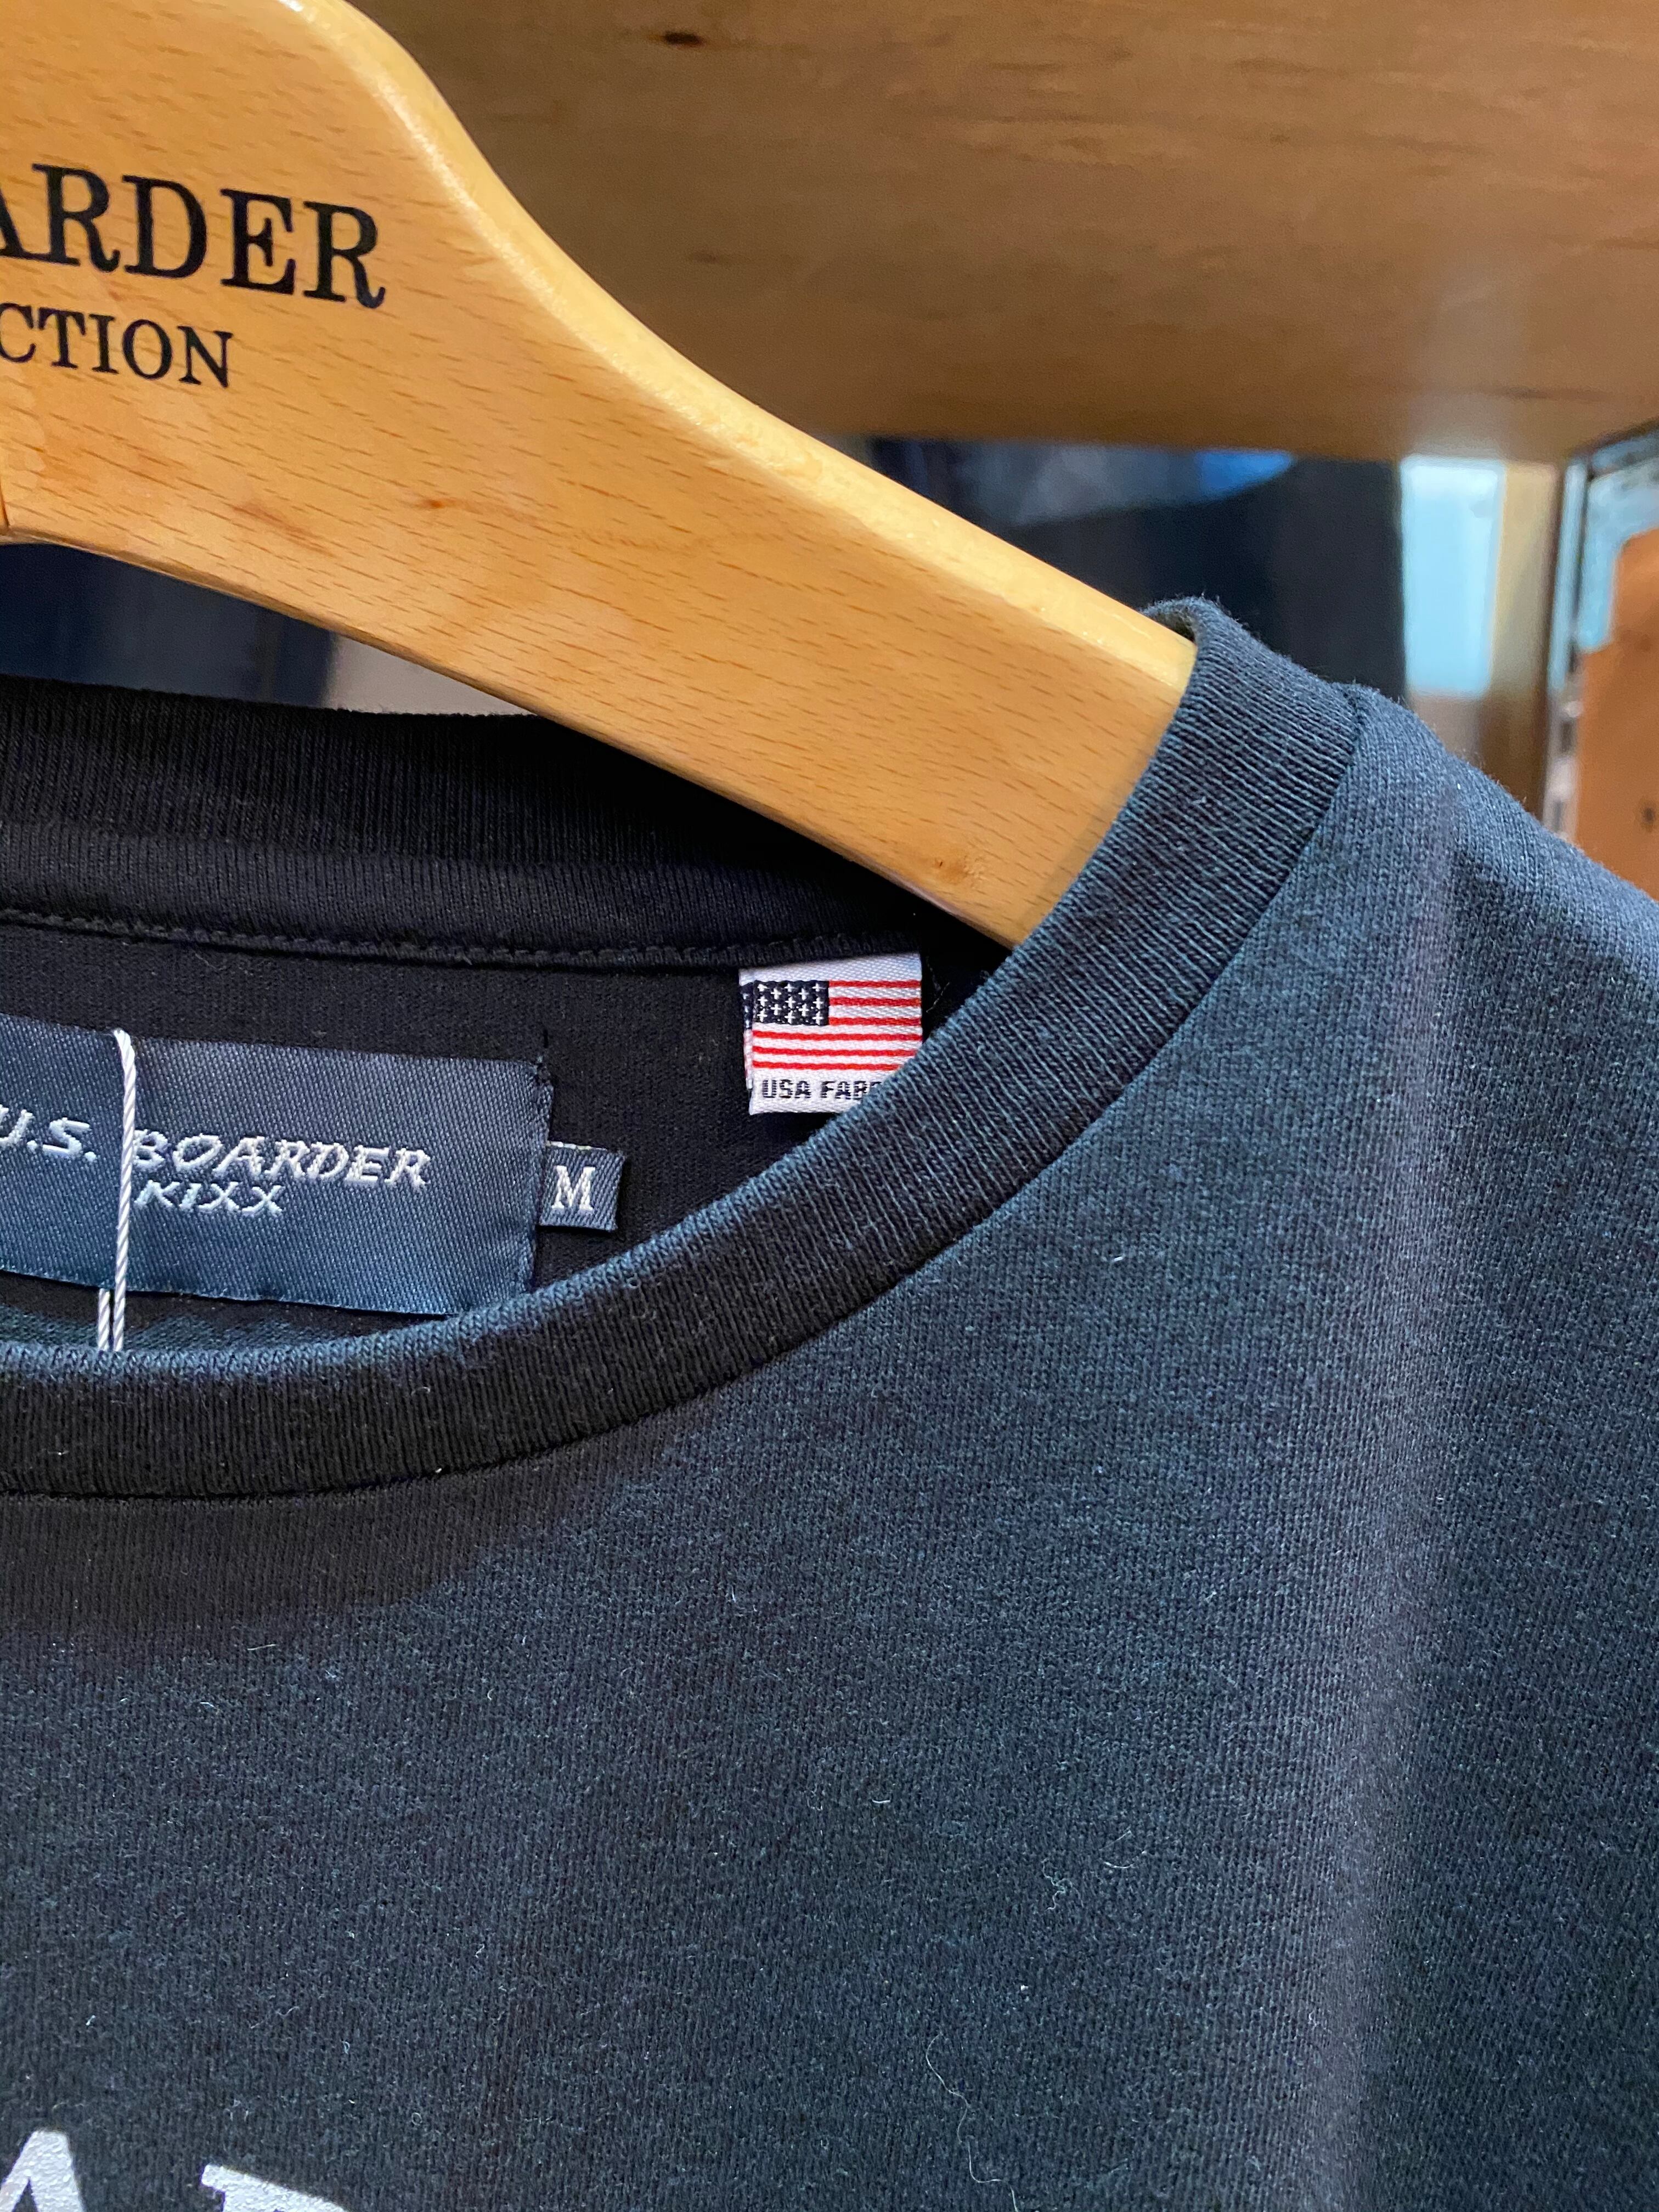 ARDER
CTION
USA FABR
U.S. BOARDER
KIXX
M